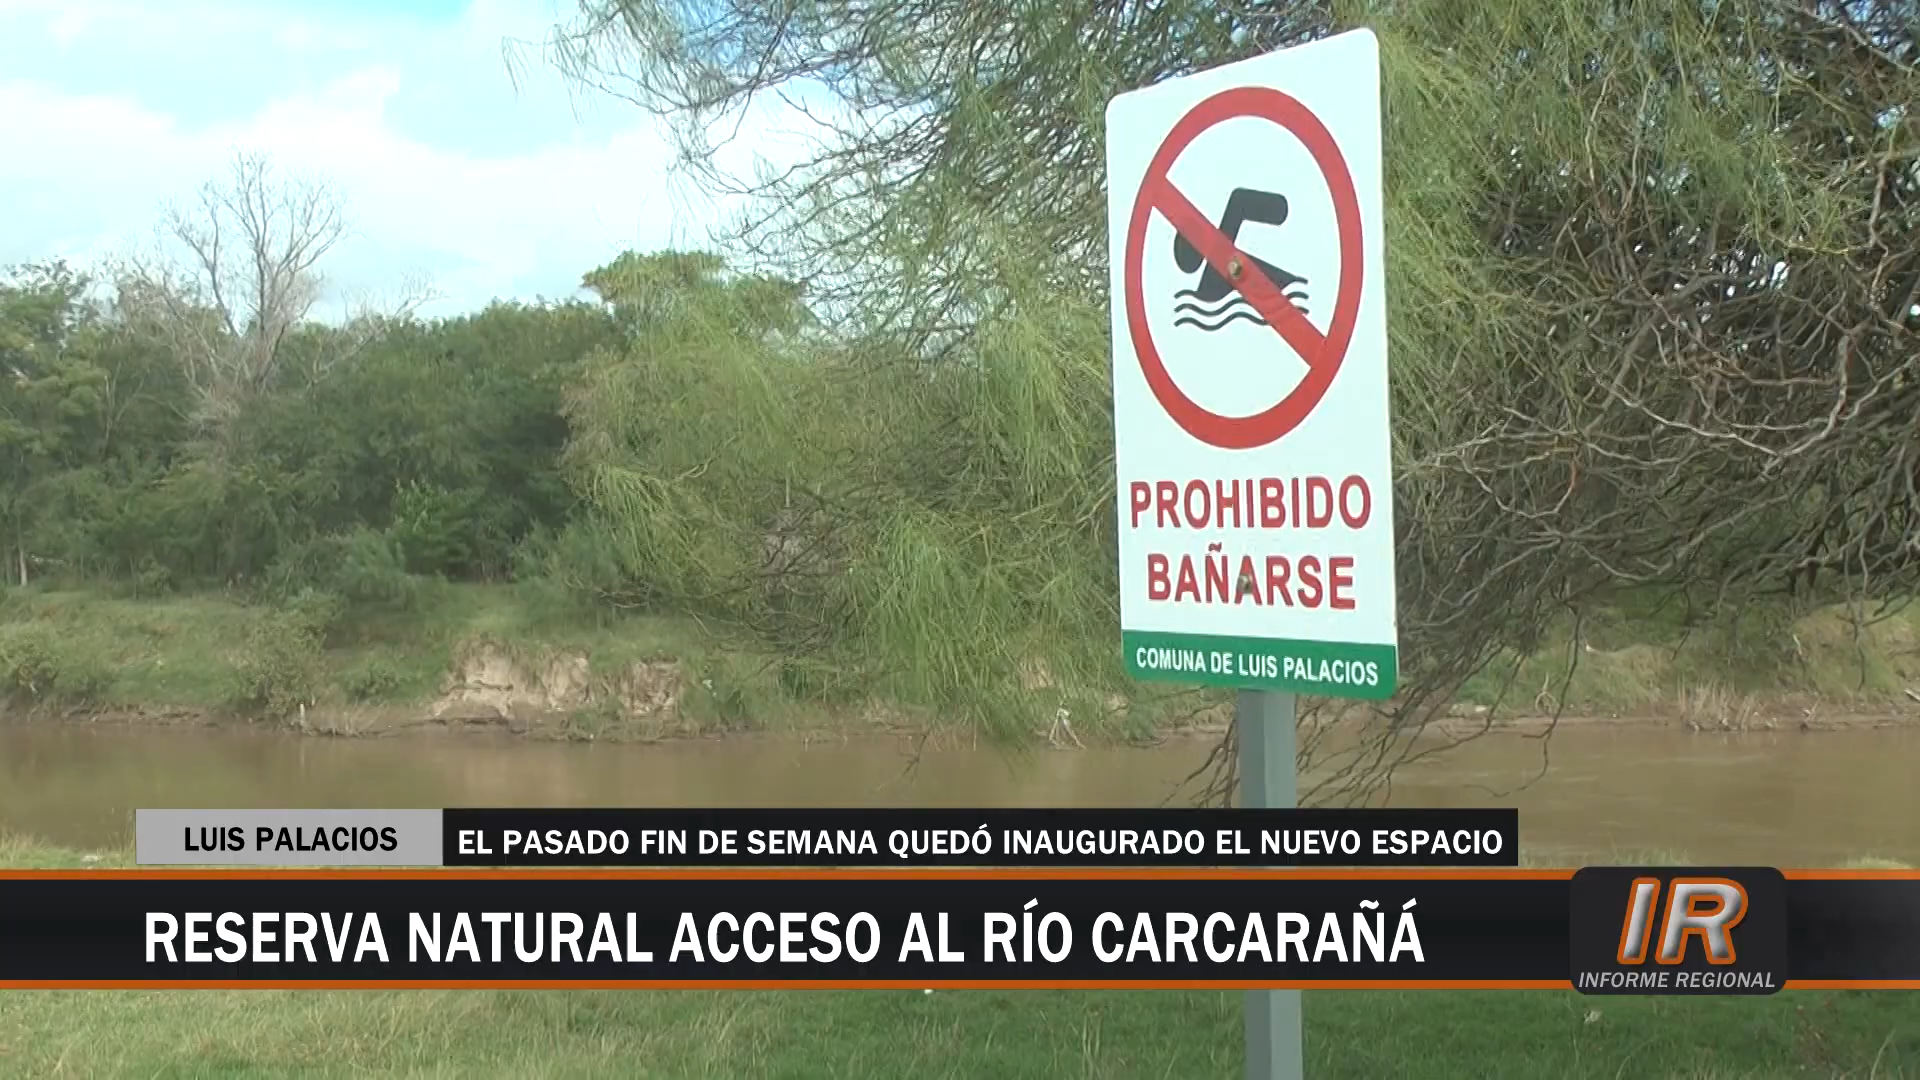 PROHIBIDO
BAÑARSE
COMUNA DE LUIS PALACIOS
LUIS PALACIOS
EL PASADO FIN DE SEMANA QUEDÓ INAUGURADO EL NUEVO ESPACIO
RESERVA NATURAL ACCESO AL RÍO CARCARAÑÁ
IR
INFORME REGIONAL